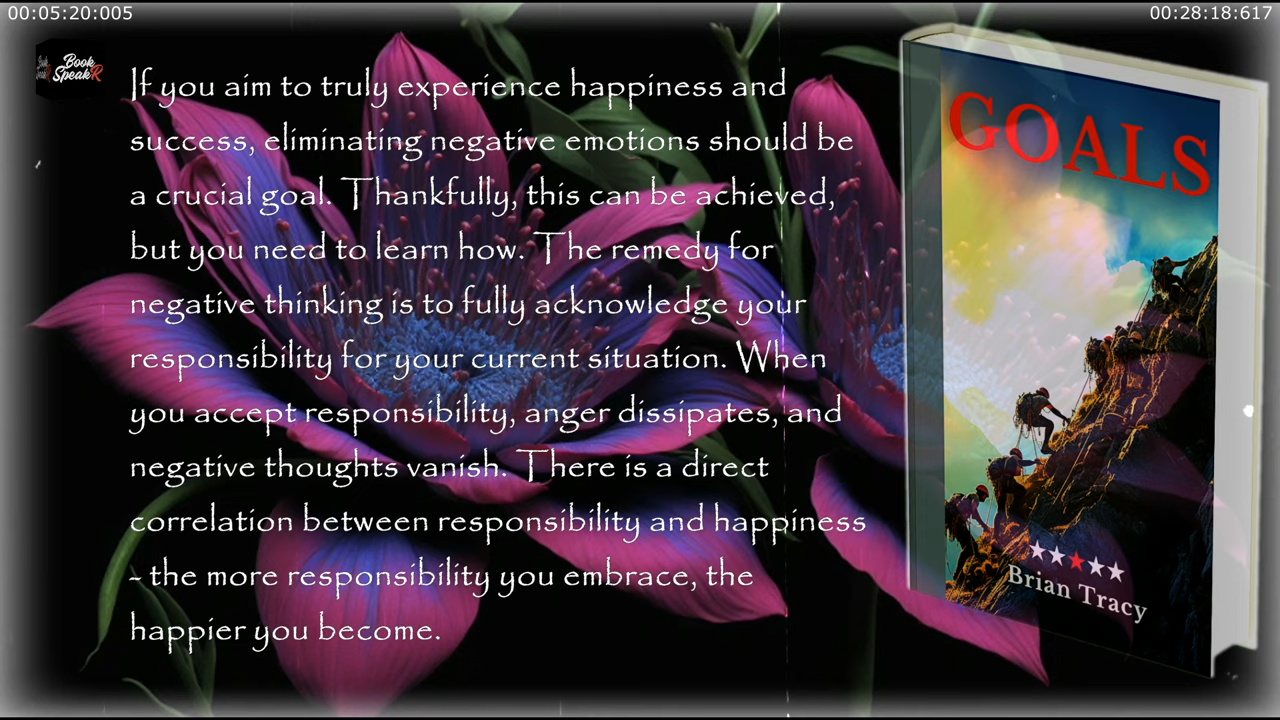 00:05:20:005
00:28:18:617
Book
SpeakR
If you aim to truly experience happiness and
success, eliminating negative emotions should be
a crucial goal. Thankfully, this can be achieved,
but you need to learn how. The remedy for
negative thinking is to fully acknowledge your
responsibility for your current situation. When
you accept responsibility, anger dissipates, and
negative thoughts vanish. There is a direct
correlation between responsibility and happiness
- the more responsibility you embrace, the
happier you become.
GOALS
Brian Tracy